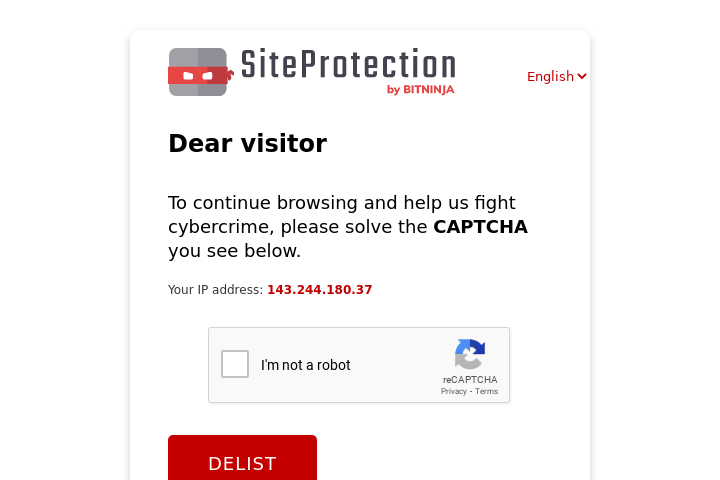 SiteProtection
by BITNINJA
English
Dear visitor
To continue browsing and help us fight
cybercrime, please solve the CAPTCHA
you see below.
Your IP address: 143.244.180.37
I'm not a robot
reCAPTCHA
Privacy - Terms
DELIST